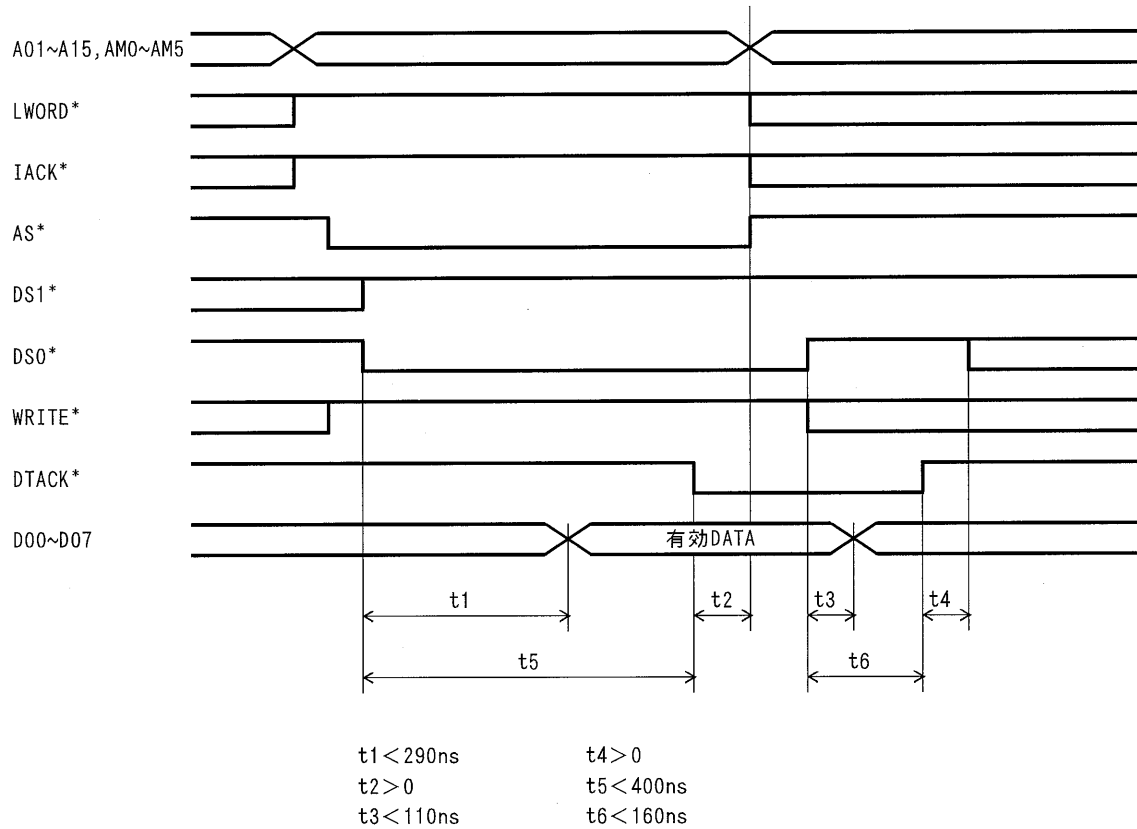 A01~A15,AM0~AM5
LWORD*
IACK*
AS*
DS1*
DS0*
WRITE*
DTACK*
D00~D07
有効DATA
t1
t2
t3
t4
t5
t6
t1<290ns
t4>0
t2>0
t5<400ns
t3<110ns
t6<160ns